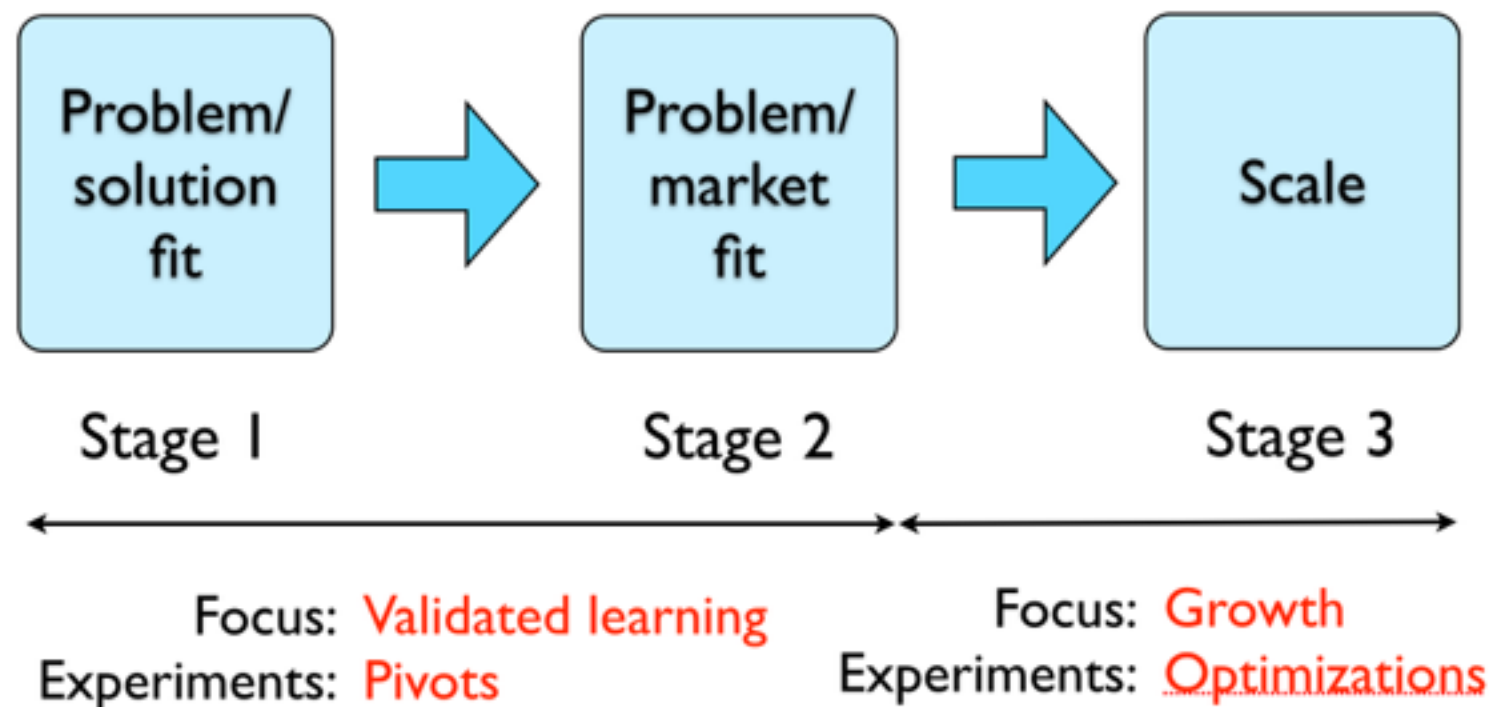 Problem/
solution
fit
Problem/
market
fit
Scale
Stage 1
Stage 2
Stage 3
Focus: Validated learning
Experiments: Pivots
Focus: Growth
Experiments: Optimizations